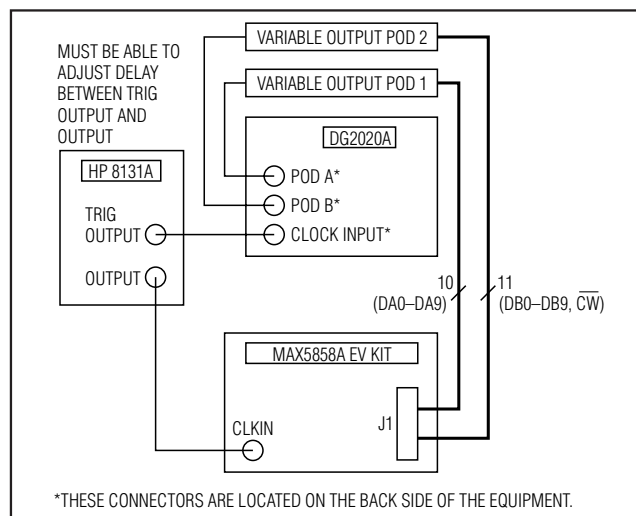 VARIABLE OUTPUT POD 2
MUST BE ABLE TO
ADJUST DELAY
BETWEEN TRIG
OUTPUT AND
OUTPUT
VARIABLE OUTPUT POD 1
DG2020A
HP 8131A
POD A*
POD B*
CLOCK INPUT*
TRIG
OUTPUT
OUTPUT
10
(DA0–DA9)
11
(DB0–DB9, C̅W̅)
MAX5858A EV KIT
J1
CLKIN
*THESE CONNECTORS ARE LOCATED ON THE BACK SIDE OF THE EQUIPMENT.